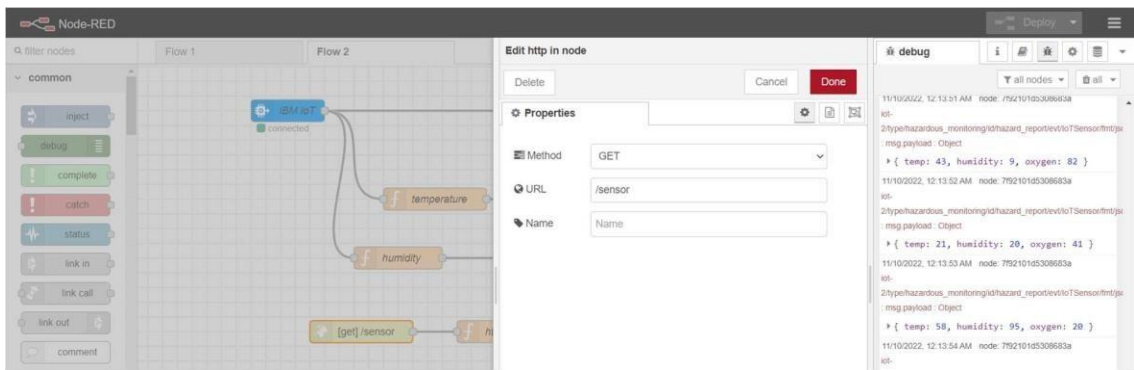 Node-RED
Deploy
filter nodes
Flow 1
Flow 2
Edit http in node
debug
i
common
Delete
Cancel
Done
all nodes
all
inject
debug
complete
catch
status
link in
link call
link out
comment
IBM IoT
connected
temperature
humidity
[get] /sensor
Properties
Method
GET
URL
/sensor
Name
Name
11/10/2022, 12:13:51 AM node: 7f92101d5308683a
iot-
2/type/hazardous_monitoring/id/hazard_report/evt/IoTSensor/fmt/js
: msg.payload : Object
{ temp: 43, humidity: 9, oxygen: 82 }
11/10/2022, 12:13:52 AM node: 7f92101d5308683a
iot-
2/type/hazardous_monitoring/id/hazard_report/evt/IoTSensor/fmt/js
: msg.payload : Object
{ temp: 21, humidity: 20, oxygen: 41 }
11/10/2022, 12:13:53 AM node: 7f92101d5308683a
iot-
2/type/hazardous_monitoring/id/hazard_report/evt/IoTSensor/fmt/js
: msg.payload : Object
{ temp: 58, humidity: 95, oxygen: 20 }
11/10/2022, 12:13:54 AM node: 7f92101d5308683a
iot-